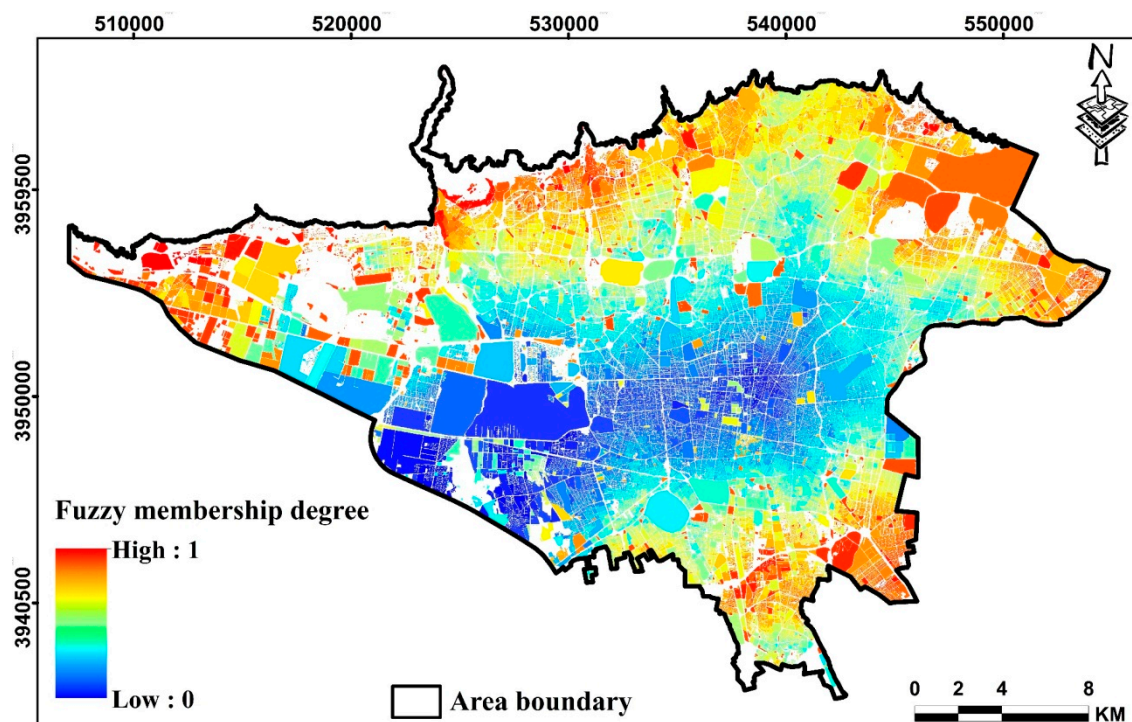 510000 520000 530000 540000 550000
N
3959500
3950000
3940500
Fuzzy membership degree
High : 1
Low : 0
Area boundary
0 2 4 8
KM